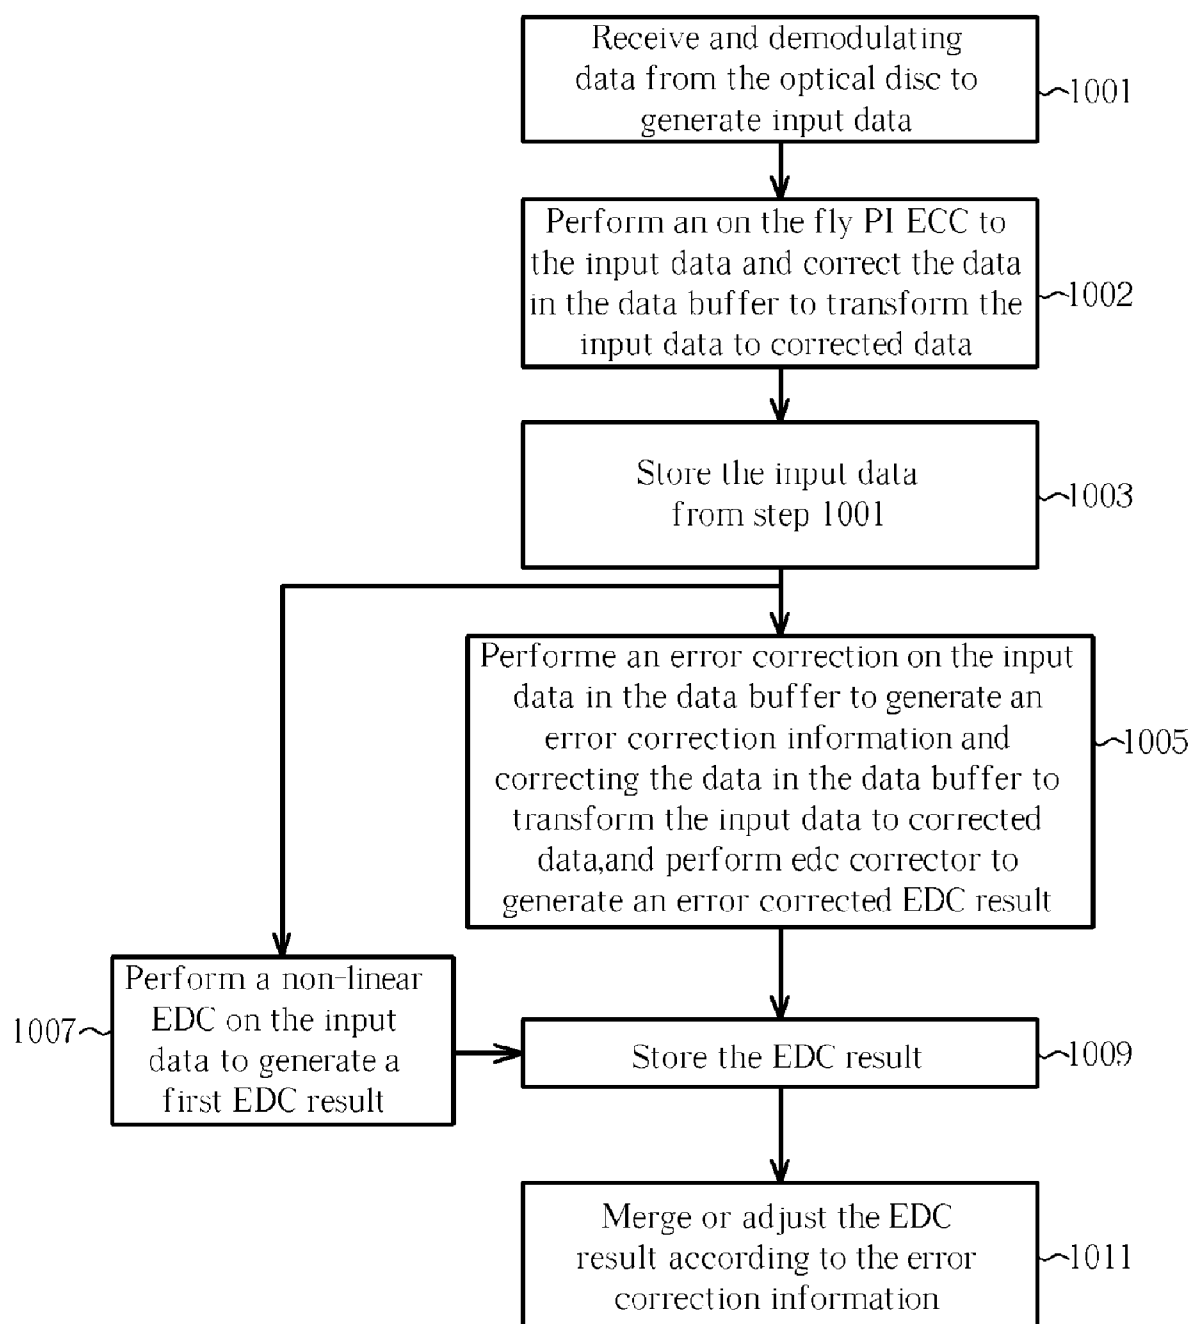 Receive and demodulating
data from the optical disc to
generate input data
1001
Perform an on the fly PI ECC to
the input data and correct the data
in the data buffer to transform the
input data to corrected data
1002
Store the input data
from step 1001
1003
Performe an error correction on the input
data in the data buffer to generate an
error correction information and
correcting the data in the data buffer to
transform the input data to corrected
data,and perform edc corrector to
generate an error corrected EDC result
1005
Perform a non-linear
EDC on the input
data to generate a
first EDC result
1007
Store the EDC result
1009
Merge or adjust the EDC
result according to the error
correction information
1011